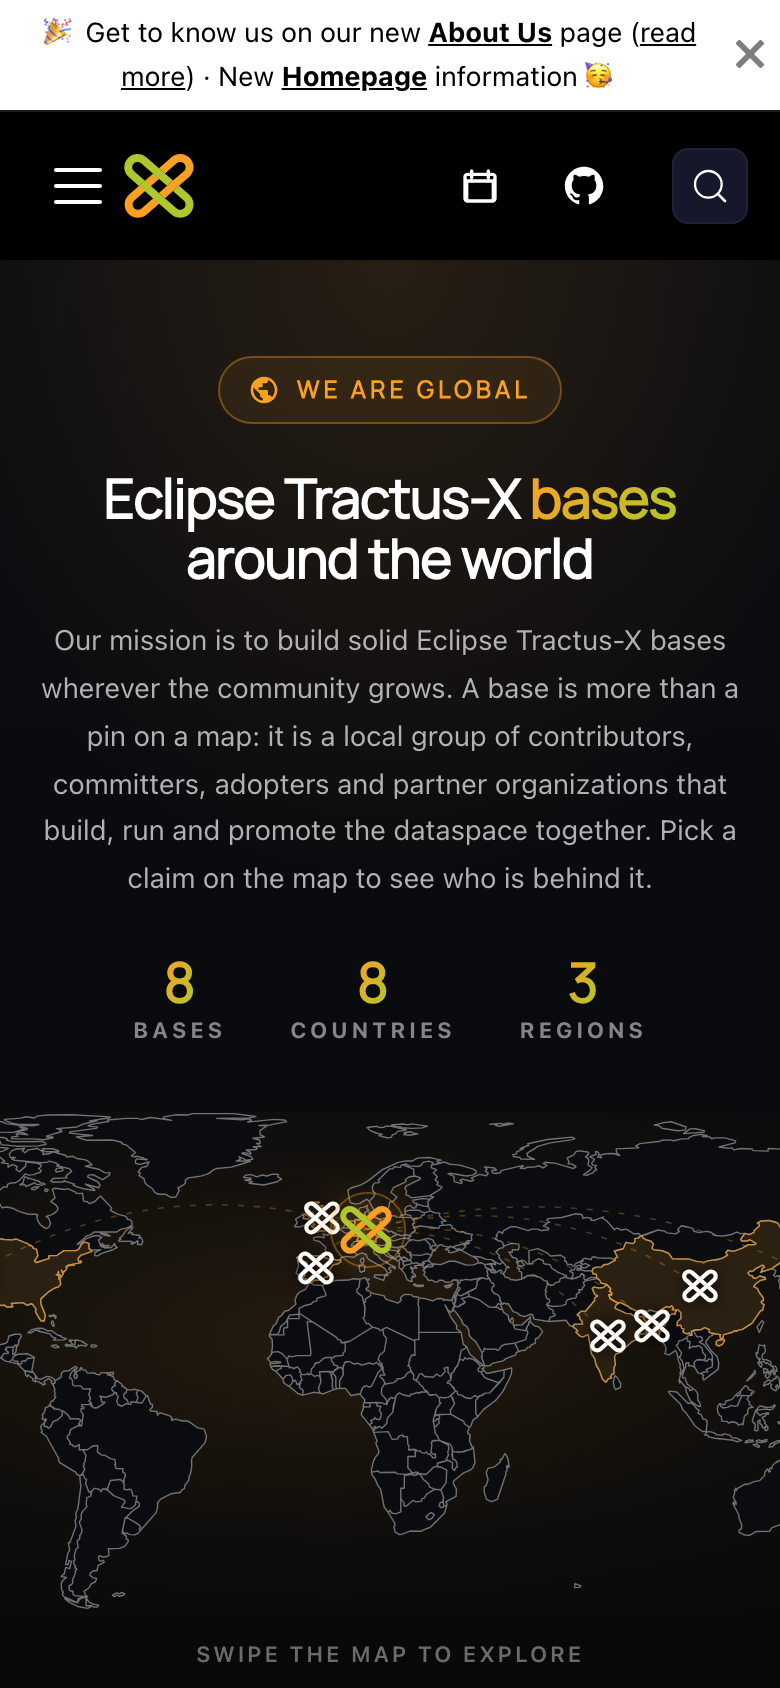 🎉 Get to know us on our new About Us page (read
more) · New Homepage information 🥳
WE ARE GLOBAL
Eclipse Tractus-X bases
around the world
Our mission is to build solid Eclipse Tractus-X bases
wherever the community grows. A base is more than a
pin on a map: it is a local group of contributors,
committers, adopters and partner organizations that
build, run and promote the dataspace together. Pick a
claim on the map to see who is behind it.
8 8 3
BASES COUNTRIES REGIONS
SWIPE THE MAP TO EXPLORE